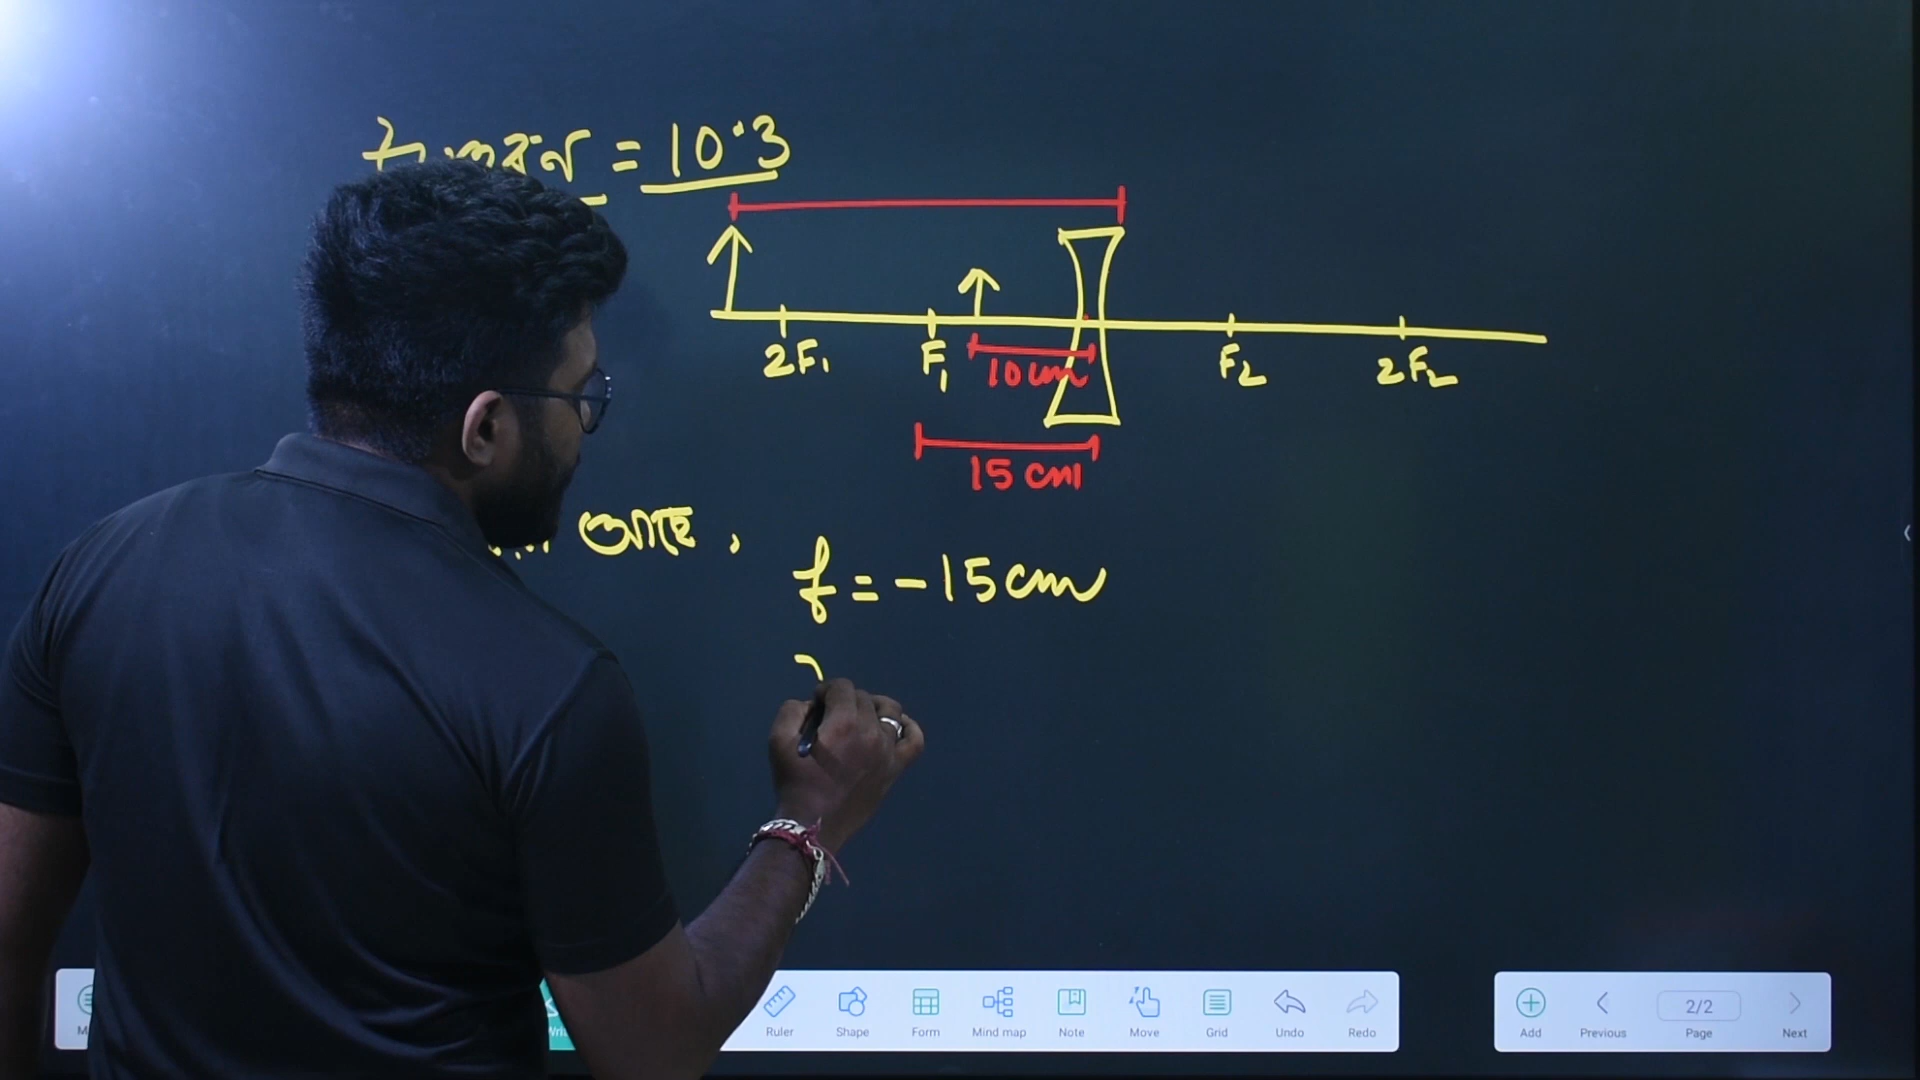 = 10.3
2F₁ F₁ 10 cm F₂ 2F₂
15 cm
আছে,
f = -15 cm
Ruler Shape Form Mind map Note Move Grid Undo Redo Add Previous 2/2 Page Next